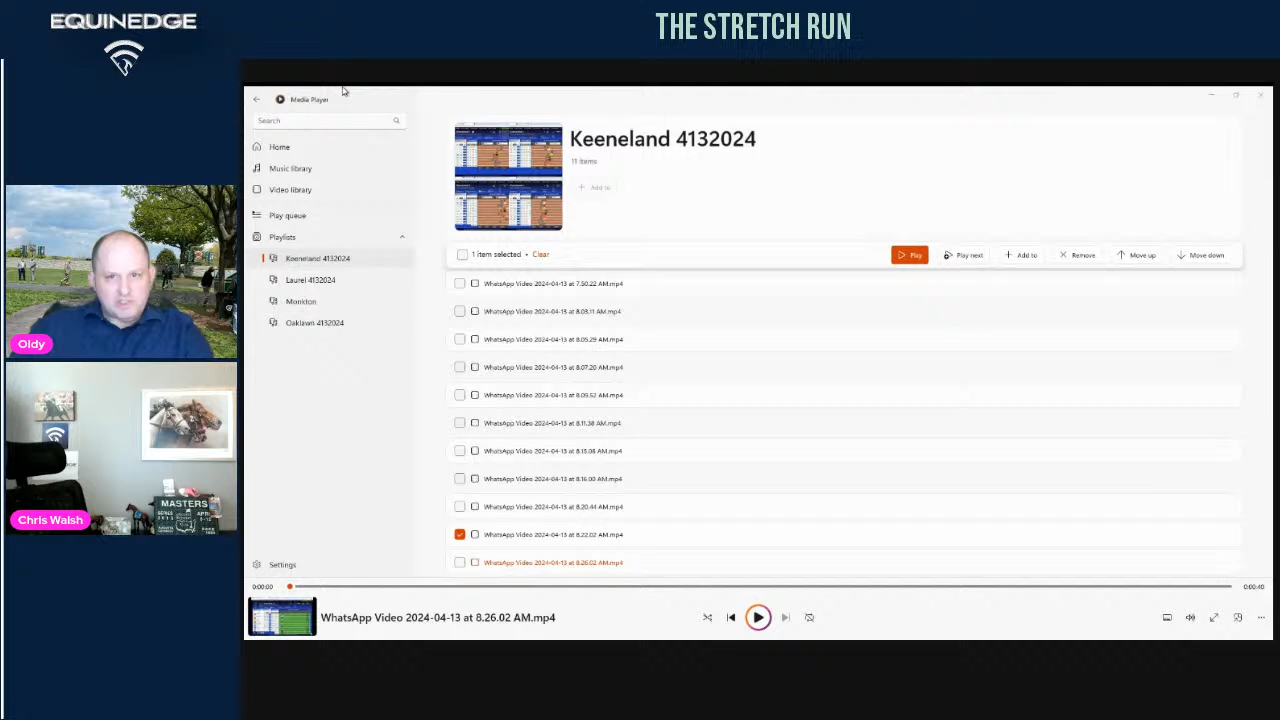 EQUINEDGE
THE STRETCH RUN
Media Player
Search
Home
Music library
Video library
Play queue
Playlists
Keeneland 4132024
Laurel 4132024
Monkton
Oaklawn 4132024
Settings
Keeneland 4132024
11 items
+ Add to
1 item selected • Clear
Play
Play next
Add to
Remove
Move up
Move down
WhatsApp Video 2024-04-13 at 7.50.22 AM.mp4
WhatsApp Video 2024-04-13 at 8.03.11 AM.mp4
WhatsApp Video 2024-04-13 at 8.05.29 AM.mp4
WhatsApp Video 2024-04-13 at 8.07.20 AM.mp4
WhatsApp Video 2024-04-13 at 8.09.52 AM.mp4
WhatsApp Video 2024-04-13 at 8.11.38 AM.mp4
WhatsApp Video 2024-04-13 at 8.15.08 AM.mp4
WhatsApp Video 2024-04-13 at 8.16.00 AM.mp4
WhatsApp Video 2024-04-13 at 8.20.44 AM.mp4
WhatsApp Video 2024-04-13 at 8.22.02 AM.mp4
WhatsApp Video 2024-04-13 at 8.26.02 AM.mp4
0:00:00
0:00:40
WhatsApp Video 2024-04-13 at 8.26.02 AM.mp4
Oldy
MASTERS
Chris Walsh